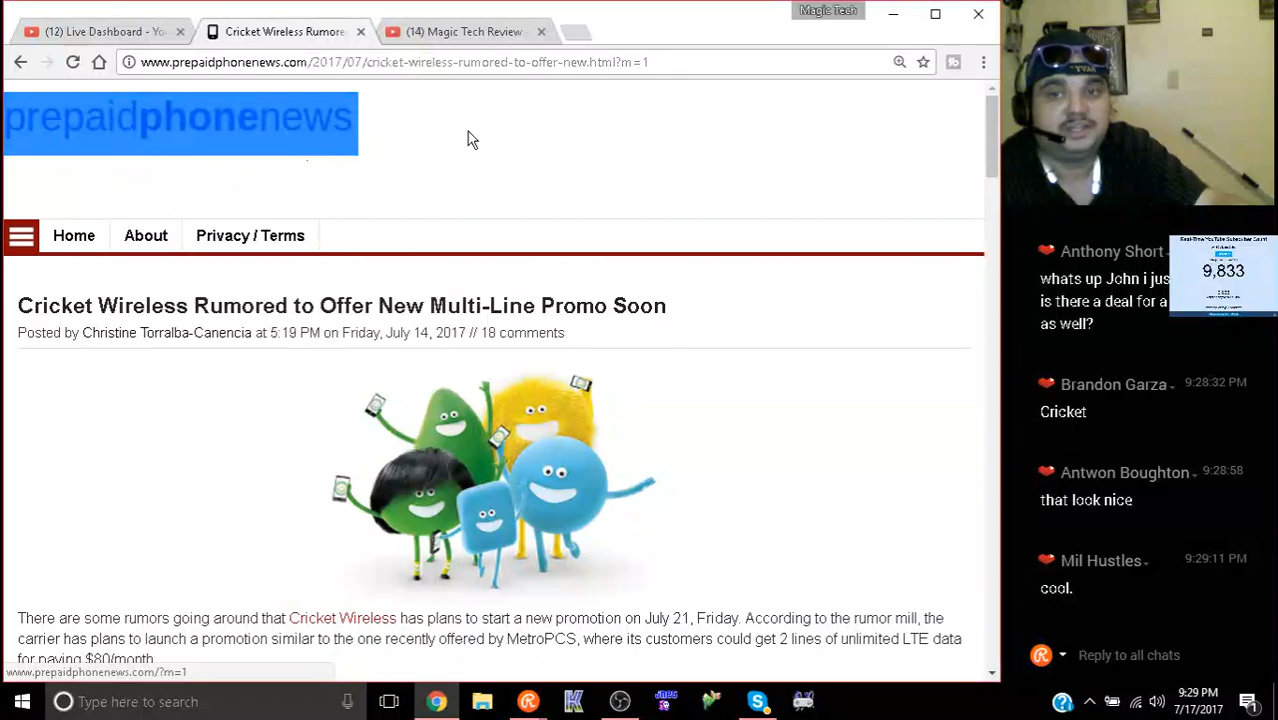 Magic Tech
(12) Live Dashboard - Yo
Cricket Wireless Rumore
(14) Magic Tech Review -
www.prepaidphonenews.com/2017/07/cricket-wireless-rumored-to-offer-new.html?m=1
prepaidphonenews
Home
About
Privacy / Terms
Cricket Wireless Rumored to Offer New Multi-Line Promo Soon
Posted by Christine Torralba-Canencia at 5:19 PM on Friday, July 14, 2017 // 18 comments
There are some rumors going around that Cricket Wireless has plans to start a new promotion on July 21, Friday. According to the rumor mill, the
carrier has plans to launch a promotion similar to the one recently offered by MetroPCS, where its customers could get 2 lines of unlimited LTE data
for paying $80/month
www.prepaidphonenews.com/?m=1
Anthony Short
whats up John i jus
is there a deal for a
as well?
Real-Time YouTube Subscriber Count
9,833
Brandon Garza
9:28:32 PM
Cricket
Antwon Boughton
9:28:58
that look nice
Mil Hustles
9:29:11 PM
cool.
Reply to all chats
Type here to search
9:29 PM
7/17/2017